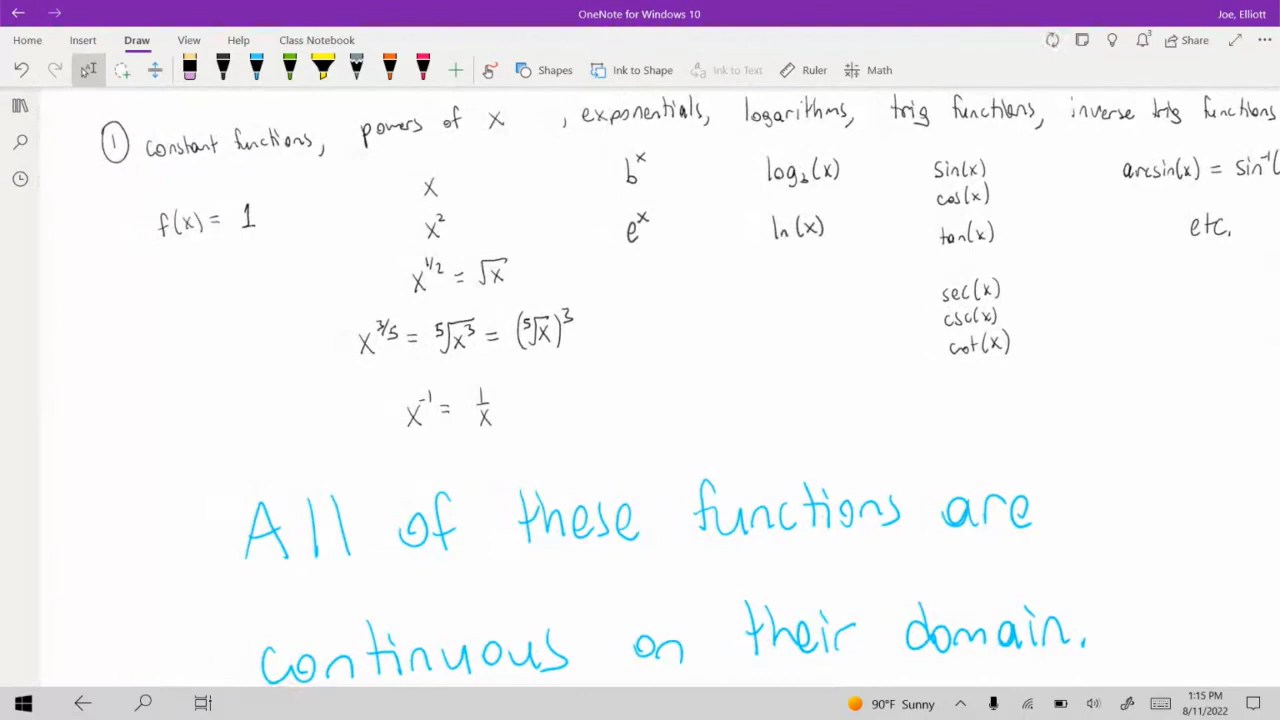 OneNote for Windows 10
Joe, Elliott
Home Insert Draw View Help Class Notebook
Share
Shapes Ink to Shape Ink to Text Ruler Math
① constant functions, powers of x , exponentials, logarithms, trig functions, inverse trig functions
f(x) = 1
x
x²
x^1/2 = √x
x^3/5 = ⁵√x³ = (⁵√x)³
x⁻¹ = 1/x
b^x
e^x
log₂(x)
ln(x)
sin(x)
cos(x)
tan(x)
sec(x)
csc(x)
cot(x)
arcsin(x) = sin⁻¹(
etc.
All of these functions are
continuous on their domain.
90°F Sunny
1:15 PM
8/11/2022